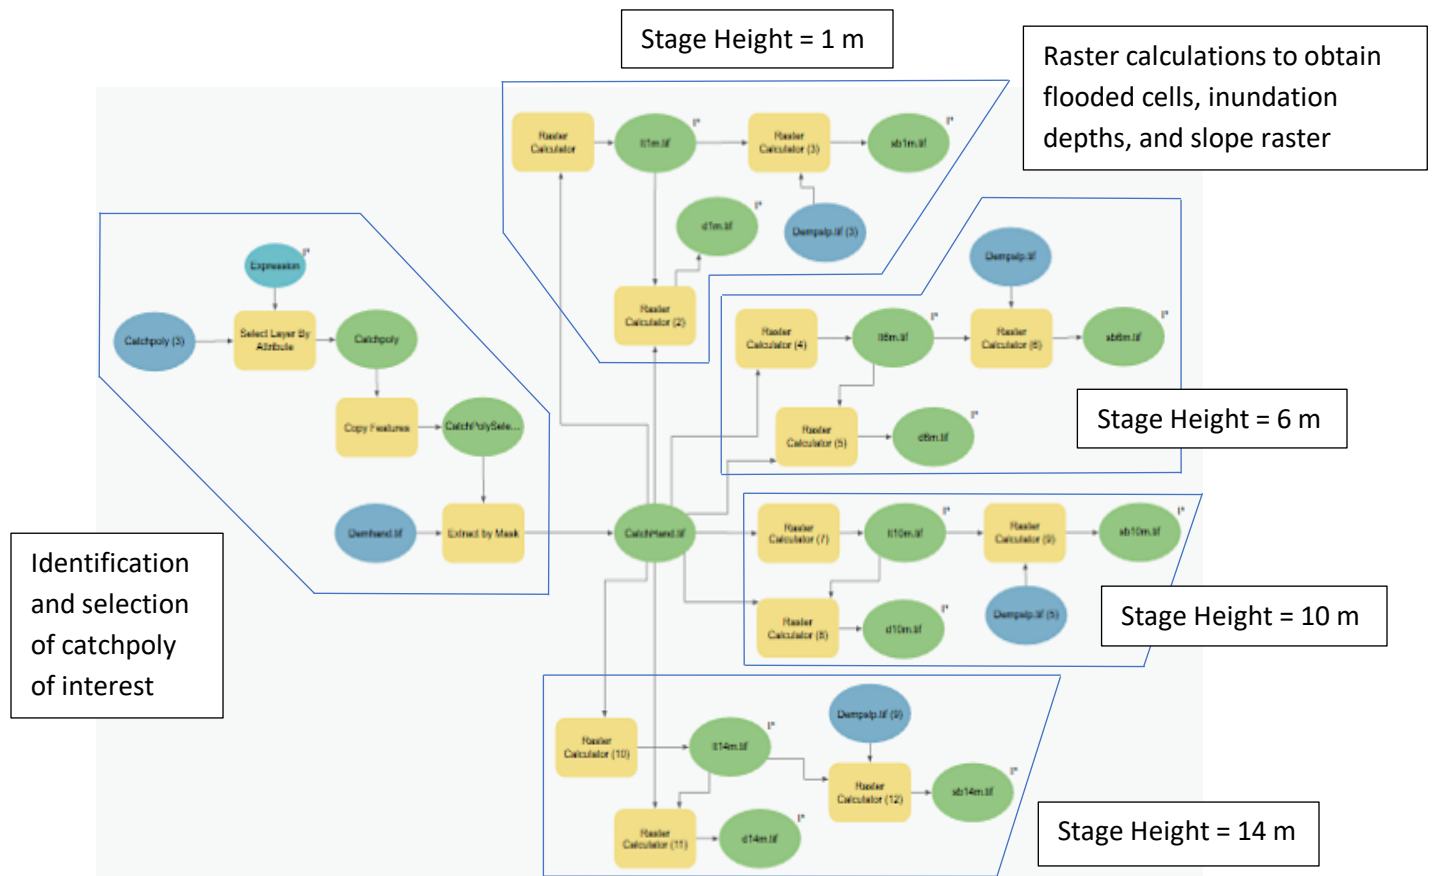 Stage Height = 1 m
Raster calculations to obtain
flooded cells, inundation
depths, and slope raster
Raster
Calculator
lt1m.tif
Raster
Calculator (3)
sb1m.tif
d1m.tif
Dempslp.tif (3)
Raster
Calculator (2)
Expression
Catchpoly (3)
Select Layer By
Attribute
Catchpoly
Copy Features
CatchPolySele...
Demhand.tif
Extract by Mask
CatchHand.tif
Identification
and selection
of catchpoly
of interest
Dempslp.tif
Raster
Calculator (4)
lt6m.tif
Raster
Calculator (6)
sb6m.tif
Raster
Calculator (5)
d6m.tif
Stage Height = 6 m
Raster
Calculator (7)
lt10m.tif
Raster
Calculator (9)
sb10m.tif
Raster
Calculator (8)
d10m.tif
Dempslp.tif (5)
Stage Height = 10 m
Raster
Calculator (10)
lt14m.tif
Dempslp.tif (9)
Raster
Calculator (12)
sb14m.tif
Raster
Calculator (11)
d14m.tif
Stage Height = 14 m